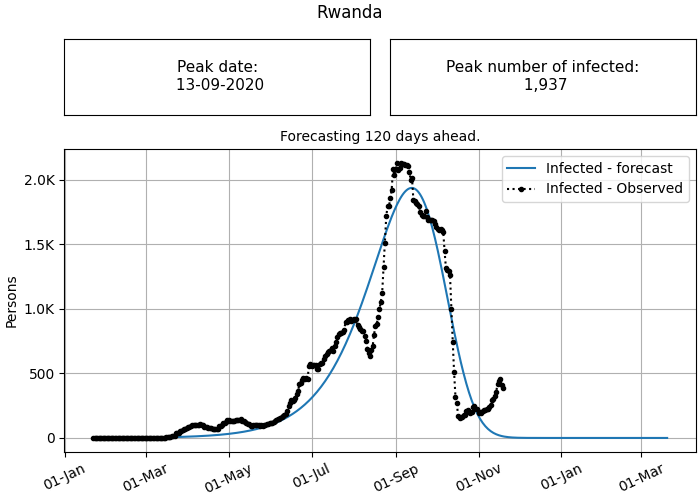 Rwanda
Peak date:
13-09-2020
Peak number of infected:
1,937
Forecasting 120 days ahead.
Infected - forecast
Infected - Observed
Persons
2.0K
1.5K
1.0K
500
0
01-Jan
01-Mar
01-May
01-Jul
01-Sep
01-Nov
01-Jan
01-Mar